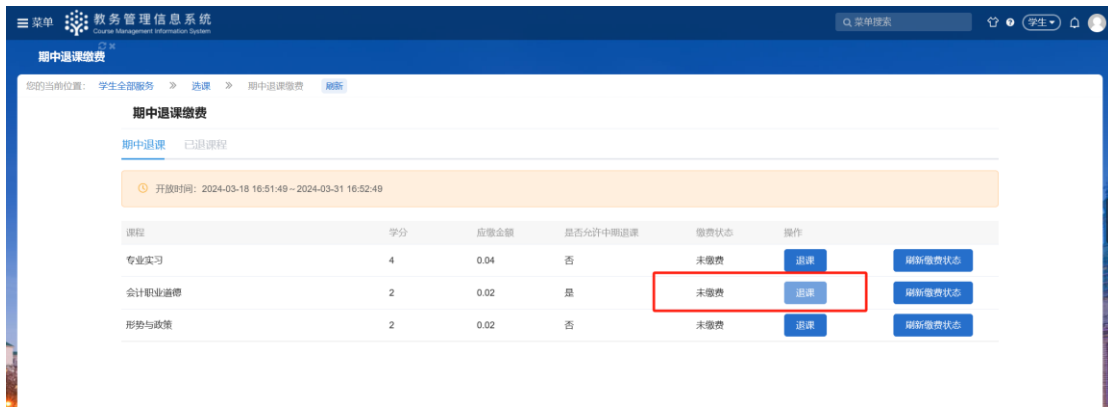 菜单 教务管理信息系统 菜单搜索 学生
Course Management Information System
期中退课缴费
您的当前位置: 学生全部服务 选课 期中退课缴费 刷新
期中退课缴费
期中退课 已退课程
开放时间: 2024-03-18 16:51:49 ~ 2024-03-31 16:52:49
课程 学分 应缴金额 是否允许中期退课 缴费状态 操作
专业实习 4 0.04 否 未缴费 退课 刷新缴费状态
会计职业道德 2 0.02 是 未缴费 退课 刷新缴费状态
形势与政策 2 0.02 否 未缴费 退课 刷新缴费状态